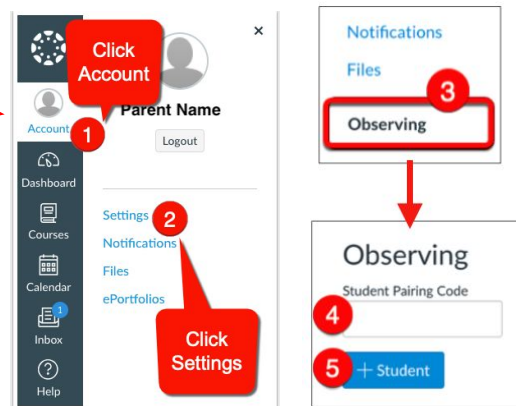 Click
Account
×
Parent Name
Logout
Account
1
Dashboard
Courses
Calendar
1
Inbox
Help
Settings
2
Notifications
Files
ePortfolios
Click
Settings
Notifications
Files
3
Observing
Observing
Student Pairing Code
4
5
+ Student
?